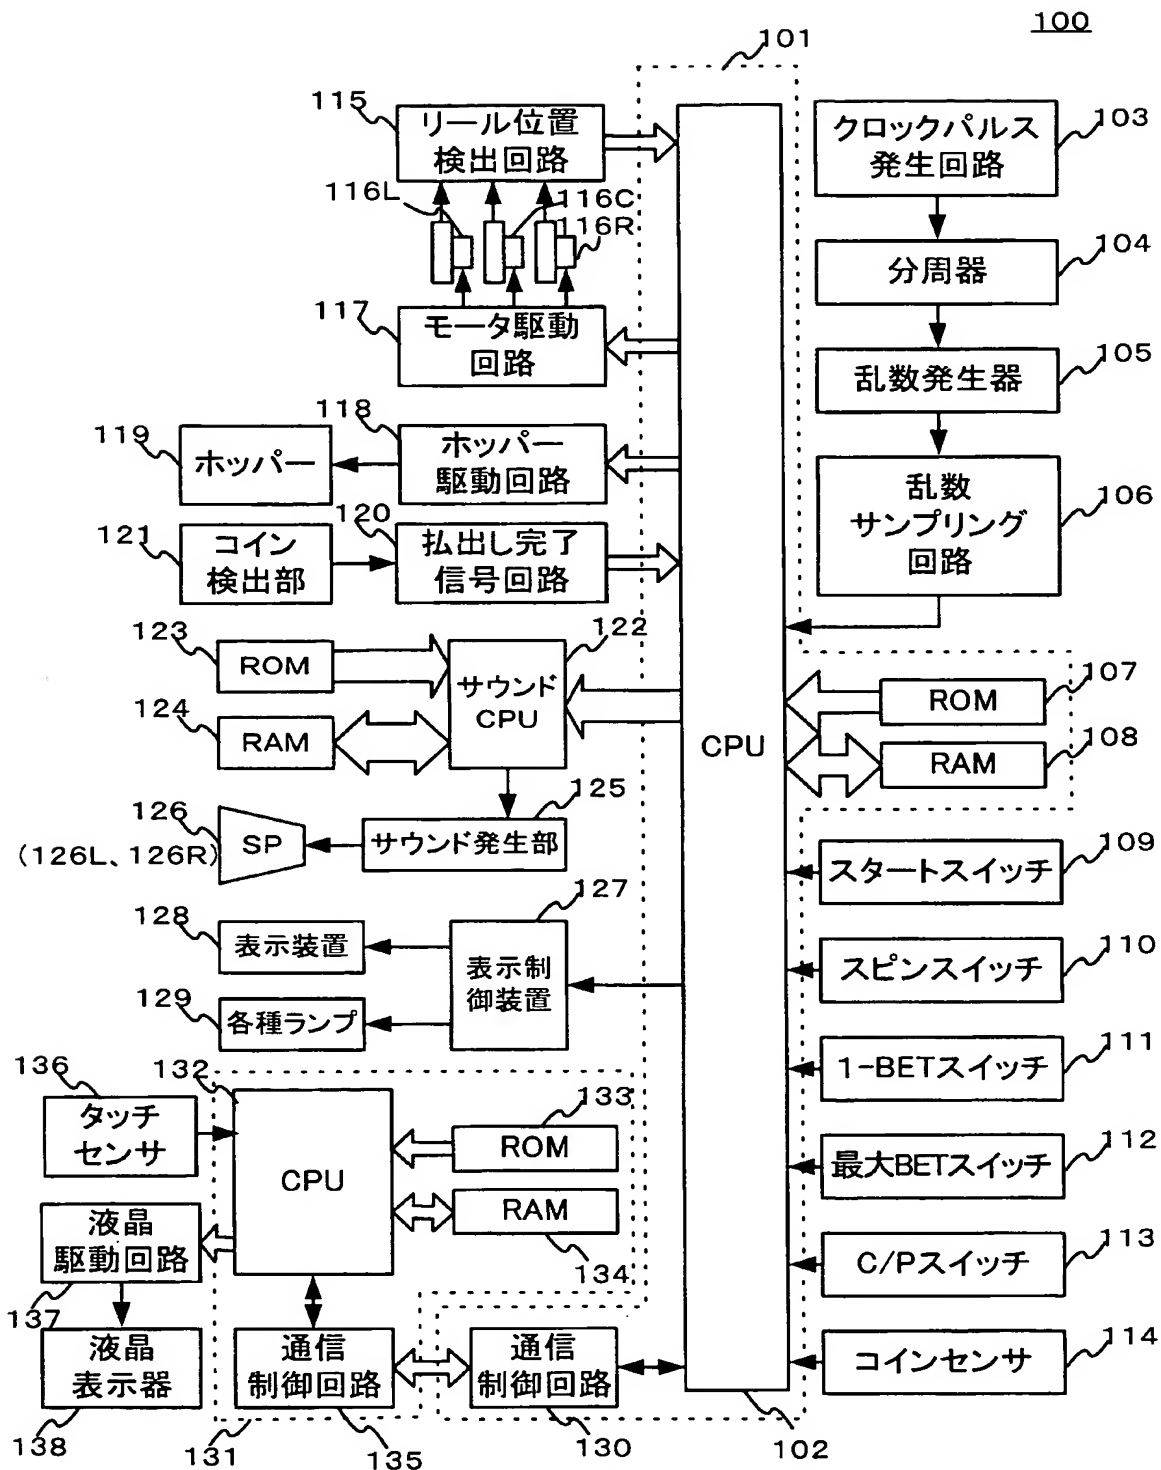 100
101
115
リール位置
検出回路
クロックパルス
発生回路
103
116L
116C
116R
分周器
104
117
モータ駆動
回路
乱数発生器
105
119
ホッパー
118
ホッパー
駆動回路
乱数
サンプリング
回路
106
121
コイン
検出部
120
払出し完了
信号回路
123
ROM
122
サウンド
CPU
124
RAM
CPU
ROM
107
RAM
108
126
(126L、126R)
SP
125
サウンド発生部
スタートスイッチ
109
128
表示装置
127
表示制
御装置
スピンスイッチ
110
129
各種ランプ
1-BETスイッチ
111
136
タッチ
センサ
132
CPU
133
ROM
最大BETスイッチ
112
RAM
134
液晶
駆動回路
137
C/Pスイッチ
113
液晶
表示器
138
通信
制御回路
131
135
通信
制御回路
130
コインセンサ
114
102